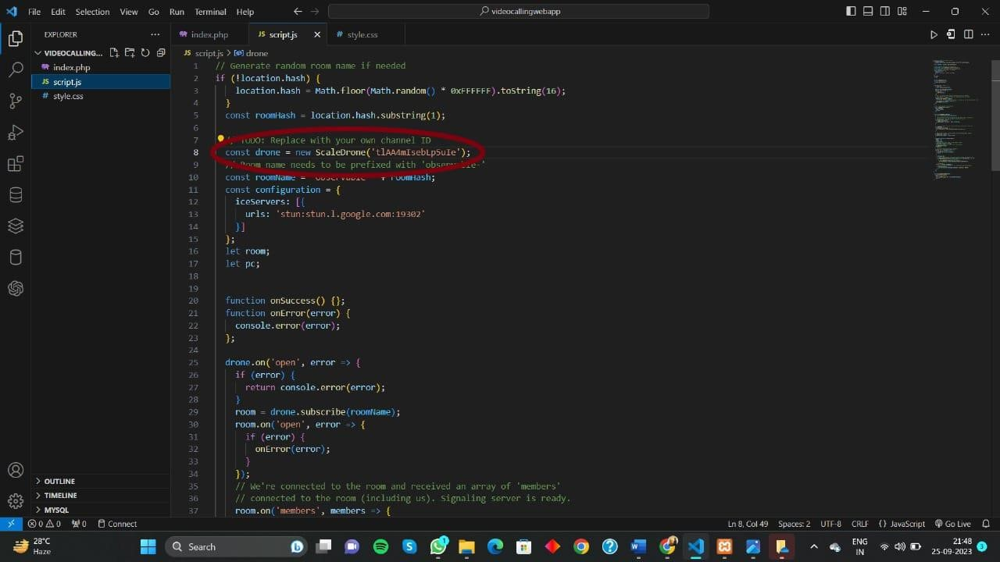 File Edit Selection View Go Run Terminal Help
videocallingwebapp
EXPLORER
VIDEOCALLING...
index.php
script.js
style.css
OUTLINE
TIMELINE
MYSQL
index.php
JS script.js
style.css
JS script.js > drone
JS
1 // Generate random room name if needed
2 if (!location.hash) {
3 location.hash = Math.floor(Math.random() * 0xFFFFFF).toString(16);
4 }
5 const roomHash = location.hash.substring(1);
6
7 // TODO: Replace with your own channel ID
8 const drone = new ScaleDrone('
9 // Room name needs to be prefixed with 'observable-'
10 const roomName = 'observable-' + roomHash;
11 const configuration = {
12 iceServers: [{
13 urls: 'stun:stun.l.google.com:19302'
14 }]
15 };
16 let room;
17 let pc;
18
19
20 function onSuccess() {};
21 function onError(error) {
22 console.error(error);
23 };
24
25 drone.on('open', error => {
26 if (error) {
27 return console.error(error);
28 }
29 room = drone.subscribe(roomName);
30 room.on('open', error => {
31 if (error) {
32 onError(error);
33 }
34 });
35 // We're connected to the room and received an array of 'members'
36 // connected to the room (including us). Signaling server is ready.
37 room.on('members', members => {
0 0 0 Connect
Ln 8, Col 49 Spaces: 2 UTF-8 CRLF {} JavaScript Go Live
28°C
Haze
Search
1
ENG
IN
21:48
25-09-2023
3